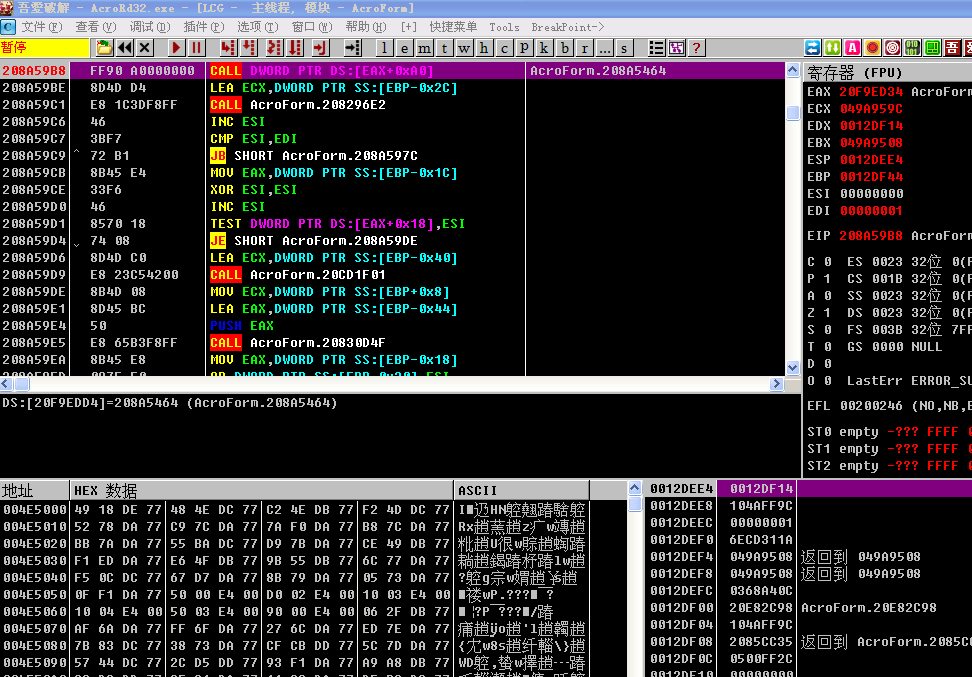 吾爱破解 - AcroRd32.exe - [LCG - 主线程, 模块 - AcroForm]
C 文件(F) 查看(V) 调试(D) 插件(P) 选项(T) 窗口(W) 帮助(H) [+] 快捷菜单 Tools BreakPoint->
暂停 l e m t w h c p k b r ... s ?
208A59B8 FF90 A0000000 CALL DWORD PTR DS:[EAX+0xA0] AcroForm.208A5464
208A59BE 8D4D D4 LEA ECX,DWORD PTR SS:[EBP-0x2C]
208A59C1 E8 1C3DF8FF CALL AcroForm.208296E2
208A59C6 46 INC ESI
208A59C7 3BF7 CMP ESI,EDI
208A59C9 ^ 72 B1 JB SHORT AcroForm.208A597C
208A59CB 8B45 E4 MOV EAX,DWORD PTR SS:[EBP-0x1C]
208A59CE 33F6 XOR ESI,ESI
208A59D0 46 INC ESI
208A59D1 8570 18 TEST DWORD PTR DS:[EAX+0x18],ESI
208A59D4 74 08 JE SHORT AcroForm.208A59DE
208A59D6 8D4D C0 LEA ECX,DWORD PTR SS:[EBP-0x40]
208A59D9 E8 23C54200 CALL AcroForm.20CD1F01
208A59DE 8B4D 08 MOV ECX,DWORD PTR SS:[EBP+0x8]
208A59E1 8D45 BC LEA EAX,DWORD PTR SS:[EBP-0x44]
208A59E4 50 PUSH EAX
208A59E5 E8 65B3F8FF CALL AcroForm.20830D4F
208A59EA 8B45 E8 MOV EAX,DWORD PTR SS:[EBP-0x18]
DS:[20F9EDD4]=208A5464 (AcroForm.208A5464)
寄存器 (FPU)
EAX 20F9ED34 AcroForm
ECX 049A959C
EDX 0012DF14
EBX 049A9508
ESP 0012DEE4
EBP 0012DF44
ESI 00000000
EDI 00000001
EIP 208A59B8 AcroForm
C 0 ES 0023 32位 0(F
P 1 CS 001B 32位 0(F
A 0 SS 0023 32位 0(F
Z 1 DS 0023 32位 0(F
S 0 FS 003B 32位 7FF
T 0 GS 0000 NULL
D 0
O 0 LastErr ERROR_SU
EFL 00200246 (NO,NB,E
ST0 empty -??? FFFF
ST1 empty -??? FFFF
ST2 empty -??? FFFF
地址 HEX 数据 ASCII
004E5000 49 18 DE 77 48 4E DC 77 C2 4E DB 77 F2 4D DC 77
004E5010 52 78 DA 77 C9 7C DA 77 7A F0 DA 77 B8 7C DA 77
004E5020 BB 7A DA 77 55 BA DC 77 D9 7B DA 77 CE 49 DB 77
004E5030 F1 ED DA 77 E6 4F DB 77 9B 55 DB 77 6C 77 DA 77
004E5040 F5 0C DC 77 67 D7 DA 77 8B 79 DA 77 05 73 DA 77
004E5050 0F F1 DA 77 50 00 E4 00 D0 02 E4 00 10 03 E4 00
004E5060 10 04 E4 00 50 03 E4 00 90 00 E4 00 06 2F DB 77
004E5070 AF 6A DA 77 FF 6F DA 77 27 6C DA 77 ED 7E DA 77
004E5080 7B 83 DC 77 38 73 DA 77 CF CB DD 77 5C 7D DA 77
004E5090 57 44 DC 77 2C D5 DD 77 93 F1 DA 77 A9 A8 DB 77
0012DEE4 0012DF14
0012DEE8 104AFF9C
0012DEEC 00000001
0012DEF0 6ECD311A
0012DEF4 049A9508 返回到 049A9508
0012DEF8 049A9508 返回到 049A9508
0012DEFC 0368A40C
0012DF00 20E82C98 AcroForm.20E82C98
0012DF04 104AFF9C
0012DF08 2085CC35 返回到 AcroForm.2085CC
0012DF0C 0500FF2C
0012DF10 00000000